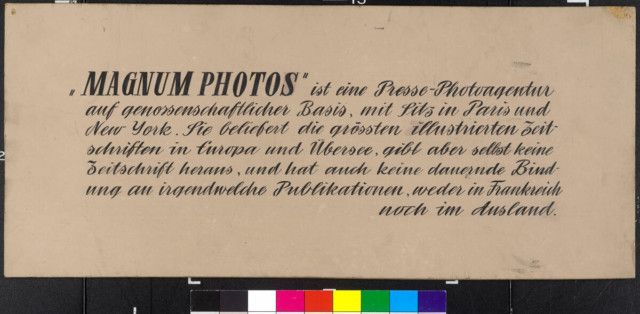 „MAGNUM PHOTOS" ist eine Presse-Photoagentur
auf genossenschaftlicher Basis, mit Sitz in Paris und
New York. Sie beliefert die grössten illustrierten Zeit-
schriften in Europa und Übersee, gibt aber selbst keine
Zeitschrift heraus, und hat auch keine dauernde Bind-
ung an irgendwelche Publikationen, weder in Frankreich
noch im Ausland.